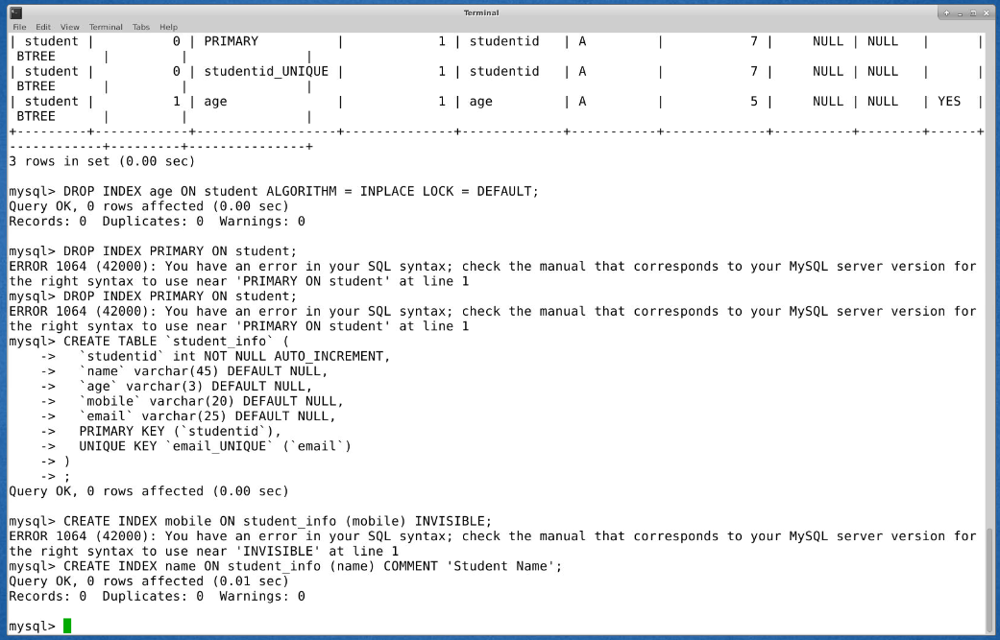 Terminal
File Edit View Terminal Tabs Help
| student |          0 | PRIMARY          |            1 | studentid   | A         |           7 |     NULL | NULL   |      |
 BTREE      |         |               |
| student |          0 | studentid_UNIQUE |            1 | studentid   | A         |           7 |     NULL | NULL   |      |
 BTREE      |         |               |
| student |          1 | age              |            1 | age         | A         |           5 |     NULL | NULL   | YES  |
 BTREE      |         |               |
+---------+------------+------------------+--------------+-------------+-----------+-------------+----------+--------+------+
------------+---------+---------------+
3 rows in set (0.00 sec)
mysql> DROP INDEX age ON student ALGORITHM = INPLACE LOCK = DEFAULT;
Query OK, 0 rows affected (0.00 sec)
Records: 0  Duplicates: 0  Warnings: 0
mysql> DROP INDEX PRIMARY ON student;
ERROR 1064 (42000): You have an error in your SQL syntax; check the manual that corresponds to your MySQL server version for
the right syntax to use near 'PRIMARY ON student' at line 1
mysql> DROP INDEX PRIMARY ON student;
ERROR 1064 (42000): You have an error in your SQL syntax; check the manual that corresponds to your MySQL server version for
the right syntax to use near 'PRIMARY ON student' at line 1
mysql> CREATE TABLE `student_info` (
    ->   `studentid` int NOT NULL AUTO_INCREMENT,
    ->   `name` varchar(45) DEFAULT NULL,
    ->   `age` varchar(3) DEFAULT NULL,
    ->   `mobile` varchar(20) DEFAULT NULL,
    ->   `email` varchar(25) DEFAULT NULL,
    ->   PRIMARY KEY (`studentid`),
    ->   UNIQUE KEY `email_UNIQUE` (`email`)
    -> )
    -> ;
Query OK, 0 rows affected (0.00 sec)
mysql> CREATE INDEX mobile ON student_info (mobile) INVISIBLE;
ERROR 1064 (42000): You have an error in your SQL syntax; check the manual that corresponds to your MySQL server version for
the right syntax to use near 'INVISIBLE' at line 1
mysql> CREATE INDEX name ON student_info (name) COMMENT 'Student Name';
Query OK, 0 rows affected (0.01 sec)
Records: 0  Duplicates: 0  Warnings: 0
mysql>